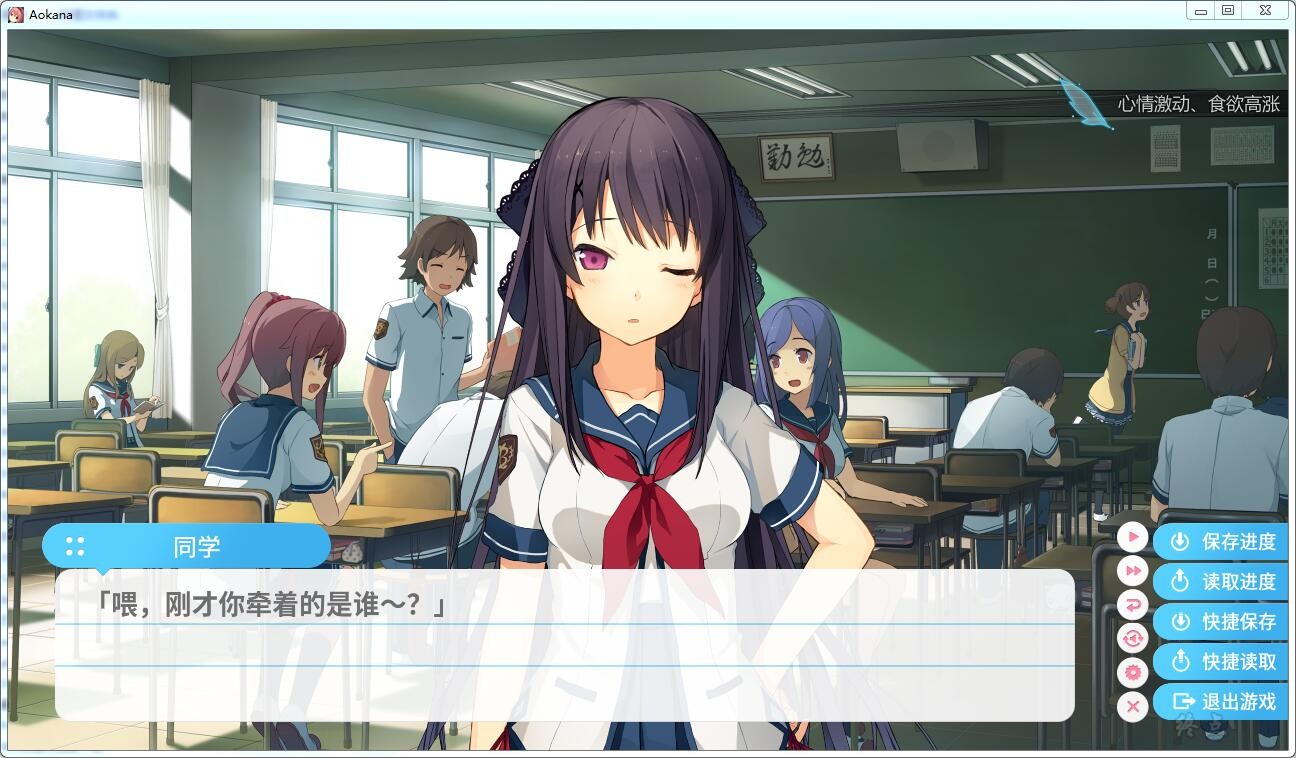 Aokana
心情激动、食欲高涨
勤勉
月
日
同学
「喂，刚才你牵着的是谁～？」
保存进度
读取进度
快捷保存
快捷读取
退出游戏